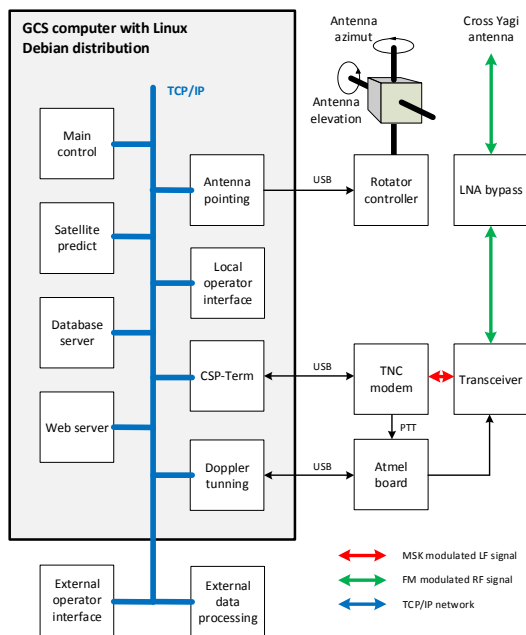 GCS computer with Linux
Debian distribution
TCP/IP
Main
control
Satellite
predict
Database
server
Web server
Antenna
pointing
Local
operator
interface
CSP-Term
Doppler
tunning
External
operator
interface
External
data
processing
Antenna
azimut
Antenna
elevation
Cross Yagi
antenna
USB
Rotator
controller
LNA bypass
USB
TNC
modem
Transceiver
PTT
USB
Atmel
board
MSK modulated LF signal
FM modulated RF signal
TCP/IP network